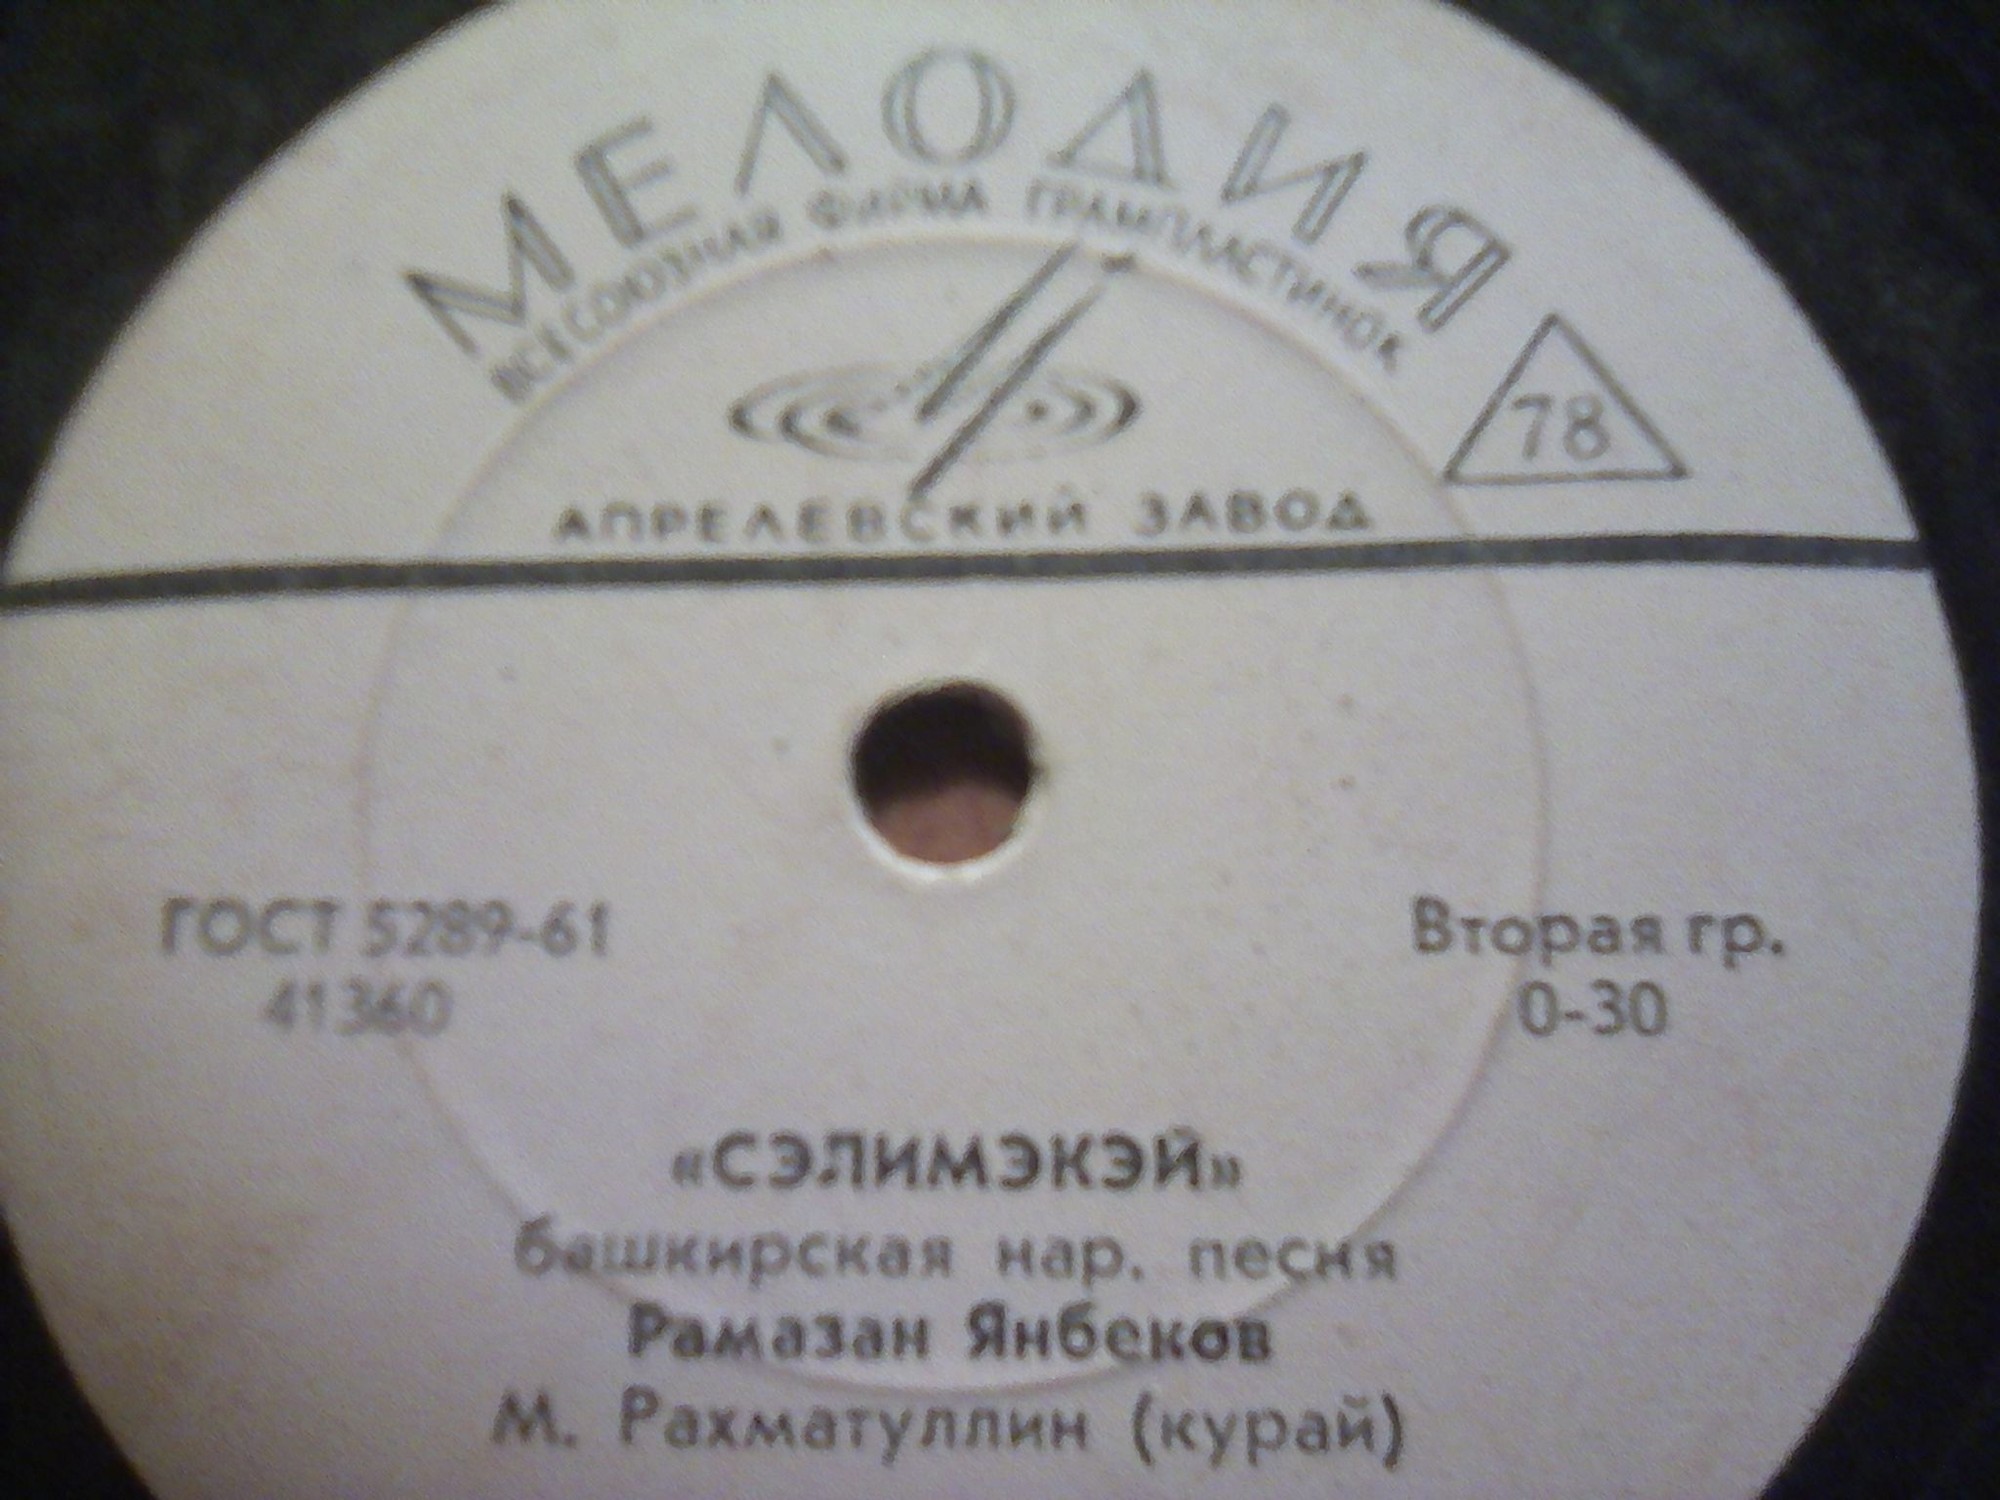 МЕЛОДИЯ
ВСЕСОЮЗНАЯ ФИРМА ГРАМПЛАСТИНОК
78
АПРЕЛЕВСКИЙ ЗАВОД
ГОСТ 5289-61
41360
Вторая гр.
0-30
«СЭЛИМЭКЭЙ»
башкирская нар. песня
Рамазан Янбеков
М. Рахматуллин (курай)